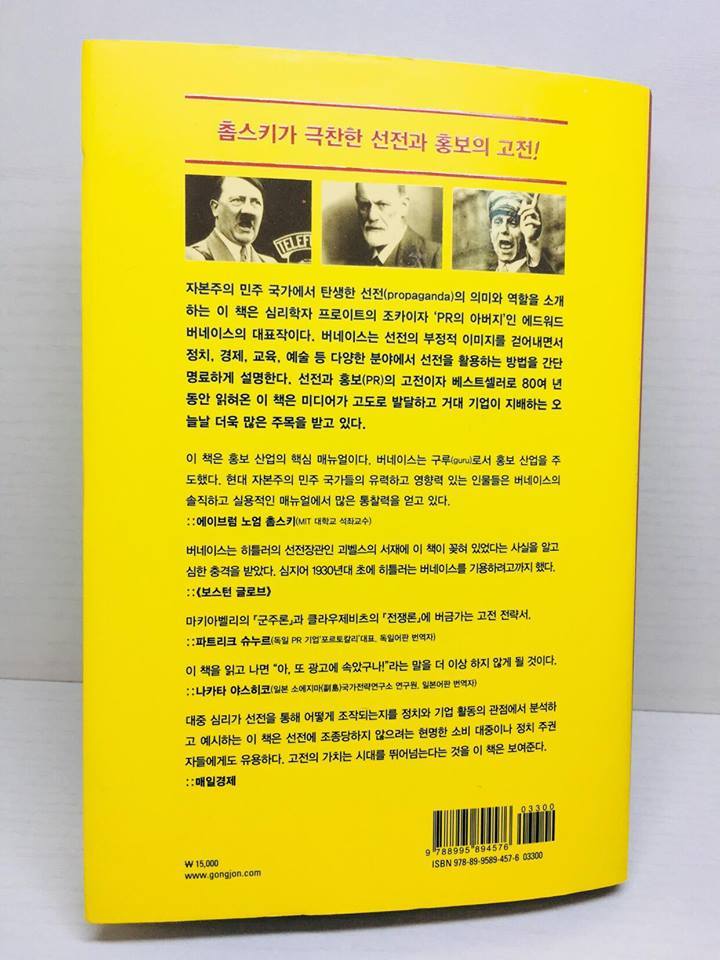 촘스키가 극찬한 선전과 홍보의 고전!
TELEF
자본주의 민주 국가에서 탄생한 선전(propaganda)의 의미와 역할을 소개
하는 이 책은 심리학자 프로이트의 조카이자 'PR의 아버지'인 에드워드
버네이스의 대표작이다. 버네이스는 선전의 부정적 이미지를 걷어내면서
정치, 경제, 교육, 예술 등 다양한 분야에서 선전을 활용하는 방법을 간단
명료하게 설명한다. 선전과 홍보(PR)의 고전이자 베스트셀러로 80여 년
동안 읽혀온 이 책은 미디어가 고도로 발달하고 거대 기업이 지배하는 오
늘날 더욱 많은 주목을 받고 있다.
이 책은 홍보 산업의 핵심 매뉴얼이다. 버네이스는 구루(guru)로서 홍보 산업을 주
도했다. 현대 자본주의 민주 국가들의 유력하고 영향력 있는 인물들은 버네이스의
솔직하고 실용적인 매뉴얼에서 많은 통찰력을 얻고 있다.
::에이브럼 노엄 촘스키(MIT 대학교 석좌교수)
버네이스는 히틀러의 선전장관인 괴벨스의 서재에 이 책이 꽂혀 있었다는 사실을 알고
심한 충격을 받았다. 심지어 1930년대 초에 히틀러는 버네이스를 기용하려고까지 했다.
::《보스턴 글로브》
마키아벨리의 『군주론』과 클라우제비츠의 『전쟁론』에 버금가는 고전 전략서.
::파트리크 슈누르(독일 PR 기업'포르토칼리'대표, 독일어판 번역자)
이 책을 읽고 나면 "아, 또 광고에 속았구나!"라는 말을 더 이상 하지 않게 될 것이다.
::나카타 야스히코(일본 소에지마(副島)국가전략연구소 연구원, 일본어판 번역자)
대중 심리가 선전을 통해 어떻게 조작되는지를 정치와 기업 활동의 관점에서 분석하
고 예시하는 이 책은 선전에 조종당하지 않으려는 현명한 소비 대중이나 정치 주권
자들에게도 유용하다. 고전의 가치는 시대를 뛰어넘는다는 것을 이 책은 보여준다.
::매일경제
03300
9 788995 894576
ISBN 978-89-9589-457-6 03300
₩ 15,000
www.gongjon.com